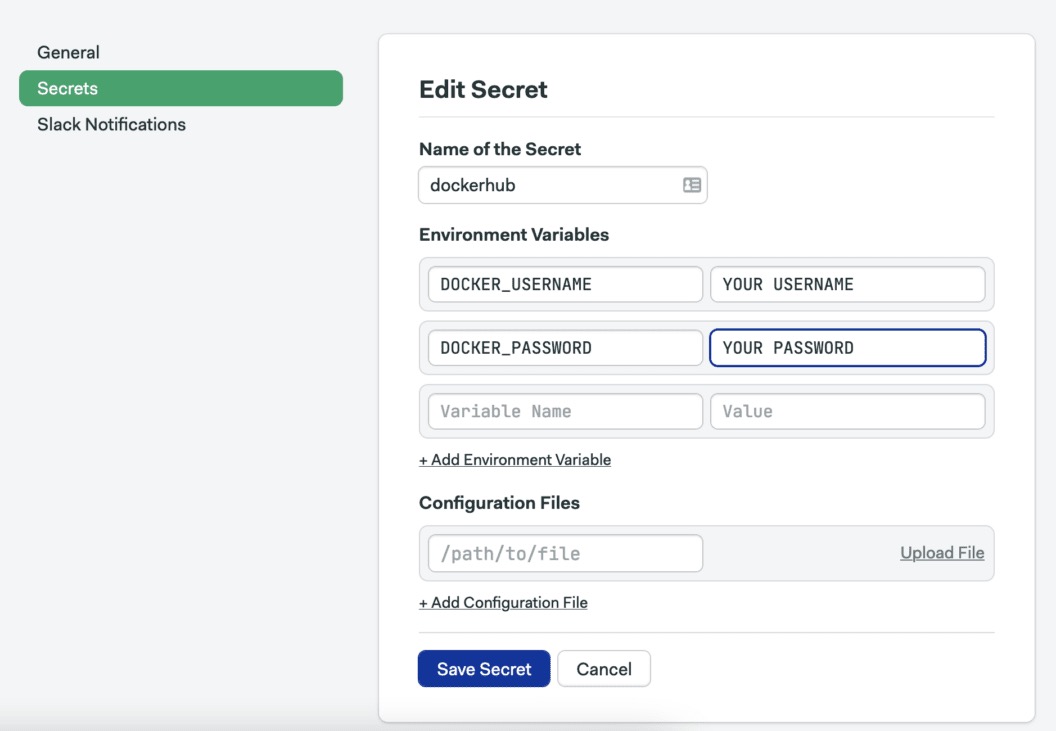 General
Secrets
Slack Notifications
Edit Secret
Name of the Secret
dockerhub
Environment Variables
DOCKER_USERNAME YOUR USERNAME
DOCKER_PASSWORD YOUR PASSWORD
Variable Name Value
+ Add Environment Variable
Configuration Files
/path/to/file Upload File
+ Add Configuration File
Save Secret Cancel